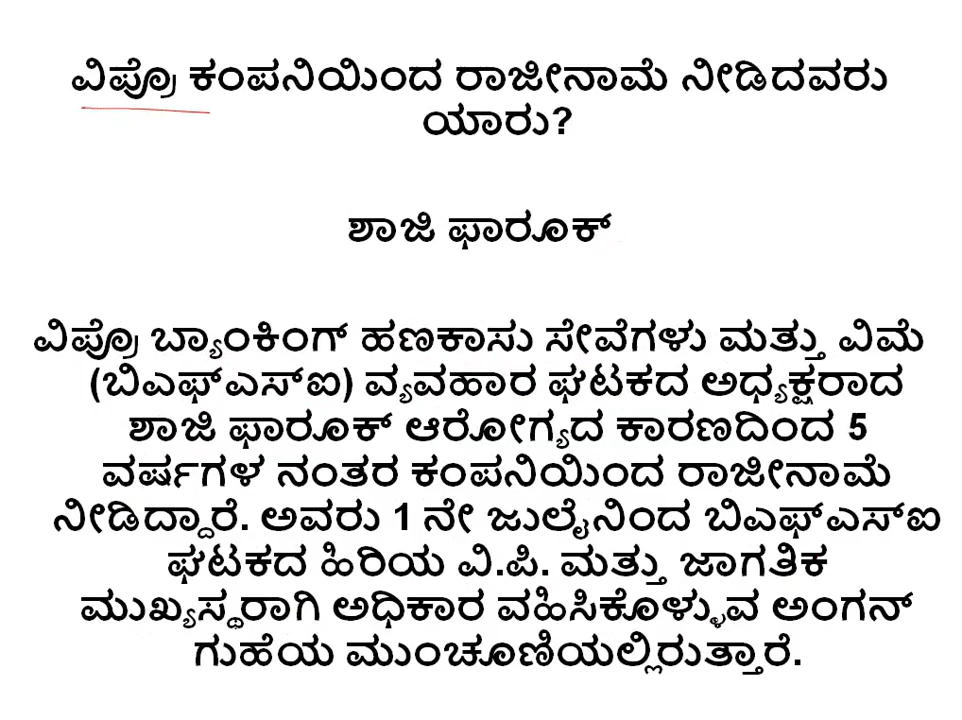 ವಿಪ್ರೊ ಕಂಪನಿಯಿಂದ ರಾಜೀನಾಮೆ ನೀಡಿದವರು
ಯಾರು?
ಶಾಜಿ ಫಾರೂಕ್
ವಿಪ್ರೊ ಬ್ಯಾಂಕಿಂಗ್ ಹಣಕಾಸು ಸೇವೆಗಳು ಮತ್ತು ವಿಮೆ
(ಬಿಎಫ್ಎಸ್ಐ) ವ್ಯವಹಾರ ಘಟಕದ ಅಧ್ಯಕ್ಷರಾದ
ಶಾಜಿ ಫಾರೂಕ್ ಆರೋಗ್ಯದ ಕಾರಣದಿಂದ 5
ವರ್ಷಗಳ ನಂತರ ಕಂಪನಿಯಿಂದ ರಾಜೀನಾಮೆ
ನೀಡಿದ್ದಾರೆ. ಅವರು 1 ನೇ ಜುಲೈನಿಂದ ಬಿಎಫ್ಎಸ್ಐ
ಘಟಕದ ಹಿರಿಯ ವಿ.ಪಿ. ಮತ್ತು ಜಾಗತಿಕ
ಮುಖ್ಯಸ್ಥರಾಗಿ ಅಧಿಕಾರ ವಹಿಸಿಕೊಳ್ಳುವ ಅಂಗನ್
ಗುಹೆಯ ಮುಂಚೂಣಿಯಲ್ಲಿರುತ್ತಾರೆ.